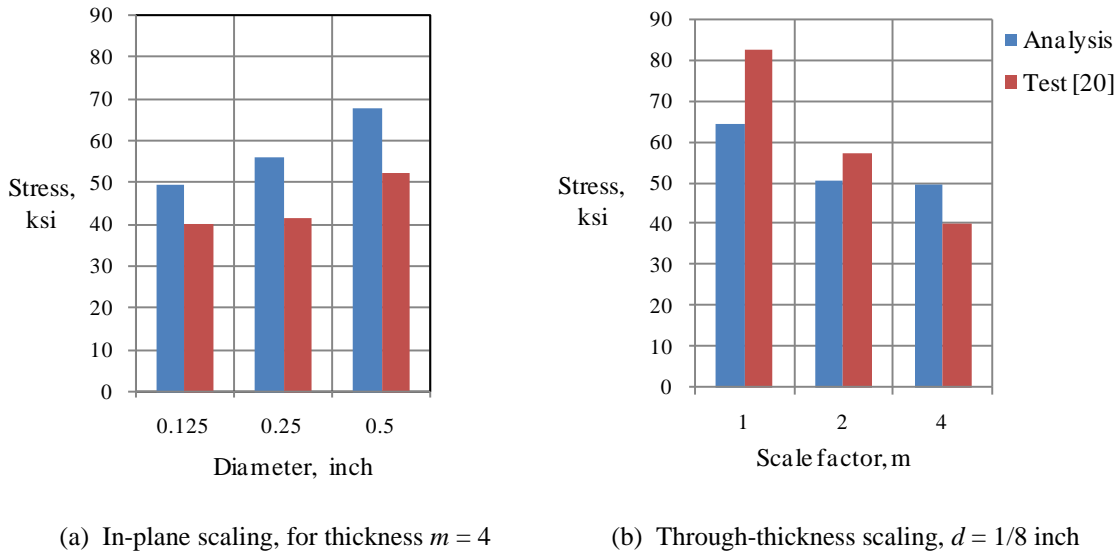 90
80
70
60
50
40
30
20
10
0
Stress,
ksi
0.125 0.25 0.5
Diameter, inch
(a) In-plane scaling, for thickness m = 4
90
80
70
60
50
40
30
20
10
0
Stress,
ksi
1 2 4
Scale factor, m
Analysis
Test [20]
(b) Through-thickness scaling, d = 1/8 inch